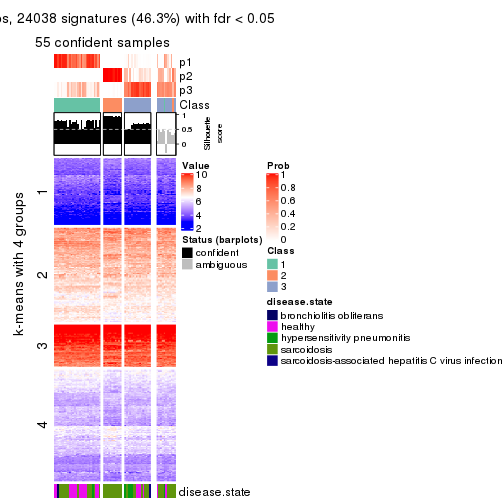 24038 signatures (46.3%) with fdr < 0.05
55 confident samples
p1
p2
p3
Class
1
0.5
0
Silhouette
score
k-means with 4 groups
1
2
3
4
disease.state
Value
10
8
6
4
2
Status (barplots)
confident
ambiguous
Prob
1
0.8
0.6
0.4
0.2
0
Class
1
2
3
disease.state
bronchiolitis obliterans
healthy
hypersensitivity pneumonitis
sarcoidosis
sarcoidosis-associated hepatitis C virus infection